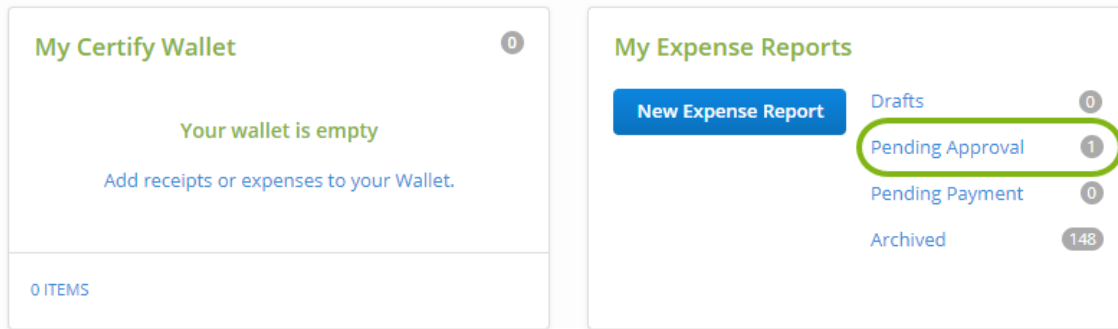 My Certify Wallet 0
Your wallet is empty
Add receipts or expenses to your Wallet.
0 ITEMS
My Expense Reports
New Expense Report
Drafts 0
Pending Approval 1
Pending Payment 0
Archived 148